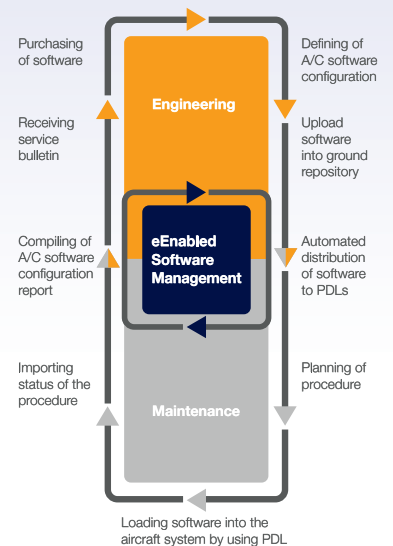 Purchasing
of software
Defining of
A/C software
configuration
Engineering
Receiving
service
bulletin
Upload
software
into ground
repository
eEnabled
Software
Management
Compiling of
A/C software
configuration
report
Automated
distribution
of software
to PDLs
Importing
status of the
procedure
Planning of
procedure
Maintenance
Loading software into the
aircraft system by using PDL